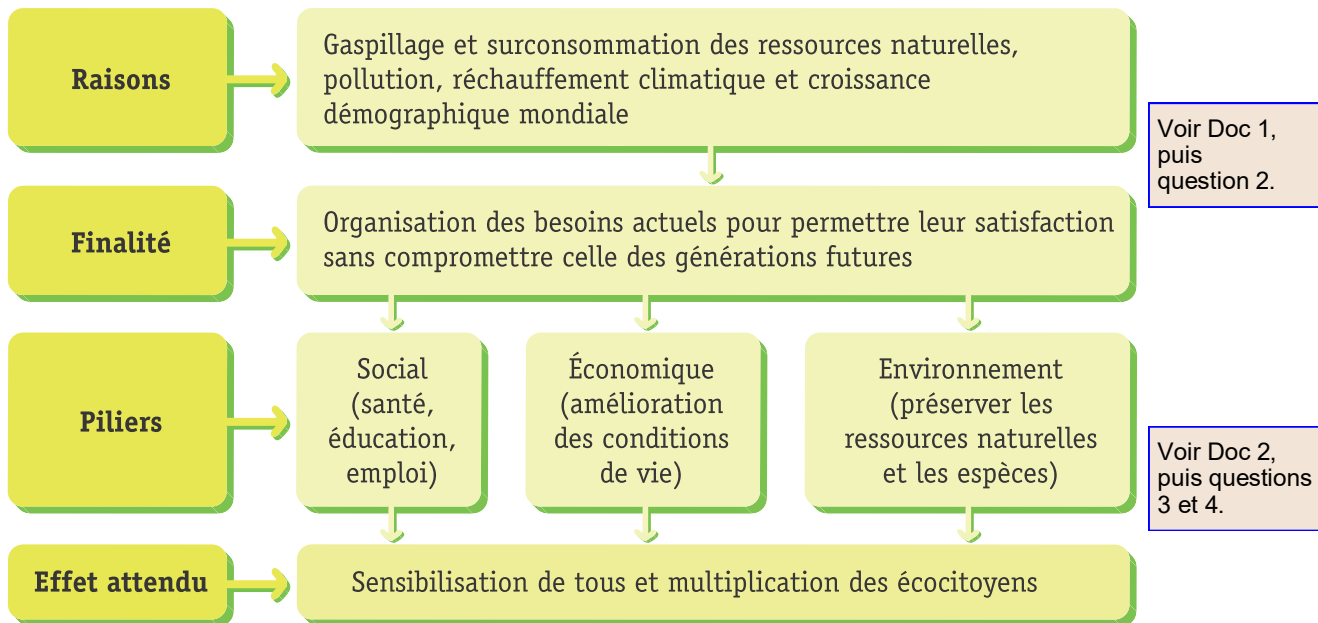 Raisons
Gaspillage et surconsommation des ressources naturelles,
pollution, réchauffement climatique et croissance
démographique mondiale
Voir Doc 1,
puis
question 2.
Finalité
Organisation des besoins actuels pour permettre leur satisfaction
sans compromettre celle des générations futures
Piliers
Social
(santé,
éducation,
emploi)
Économique
(amélioration
des conditions
de vie)
Environnement
(préserver les
ressources naturelles
et les espèces)
Voir Doc 2,
puis questions
3 et 4.
Effet attendu
Sensibilisation de tous et multiplication des écocitoyens